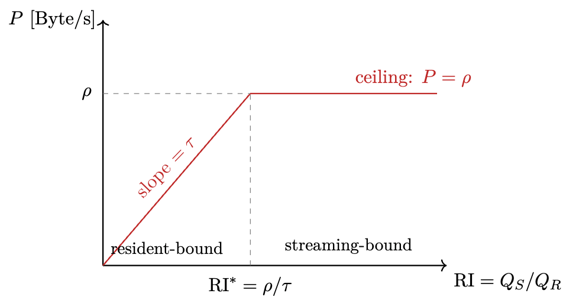 P [Byte/s]
ceiling: P = ρ
ρ
slope = τ
resident-bound
streaming-bound
RI* = ρ/τ
RI = Q_S/Q_R